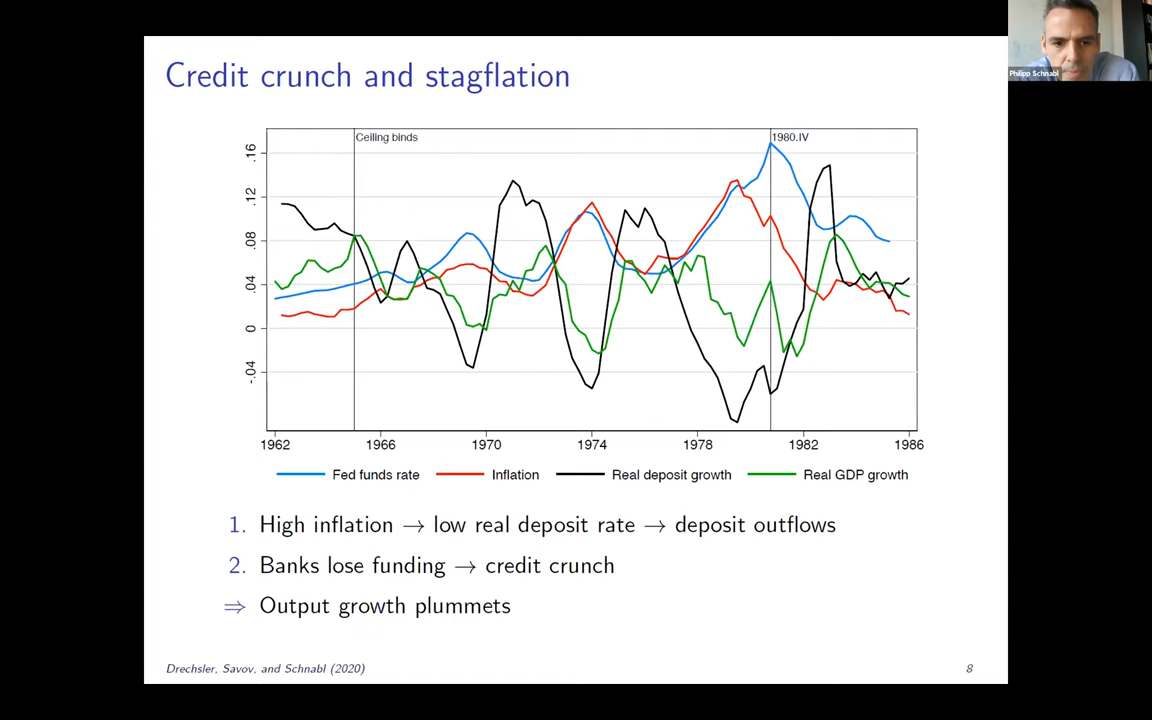 Philipp Schnabl
Credit crunch and stagflation
Ceiling binds
1980.IV
.16
.12
.08
.04
0
-.04
1962 1966 1970 1974 1978 1982 1986
Fed funds rate Inflation Real deposit growth Real GDP growth
1. High inflation → low real deposit rate → deposit outflows
2. Banks lose funding → credit crunch
⇒ Output growth plummets
Drechsler, Savov, and Schnabl (2020) 8